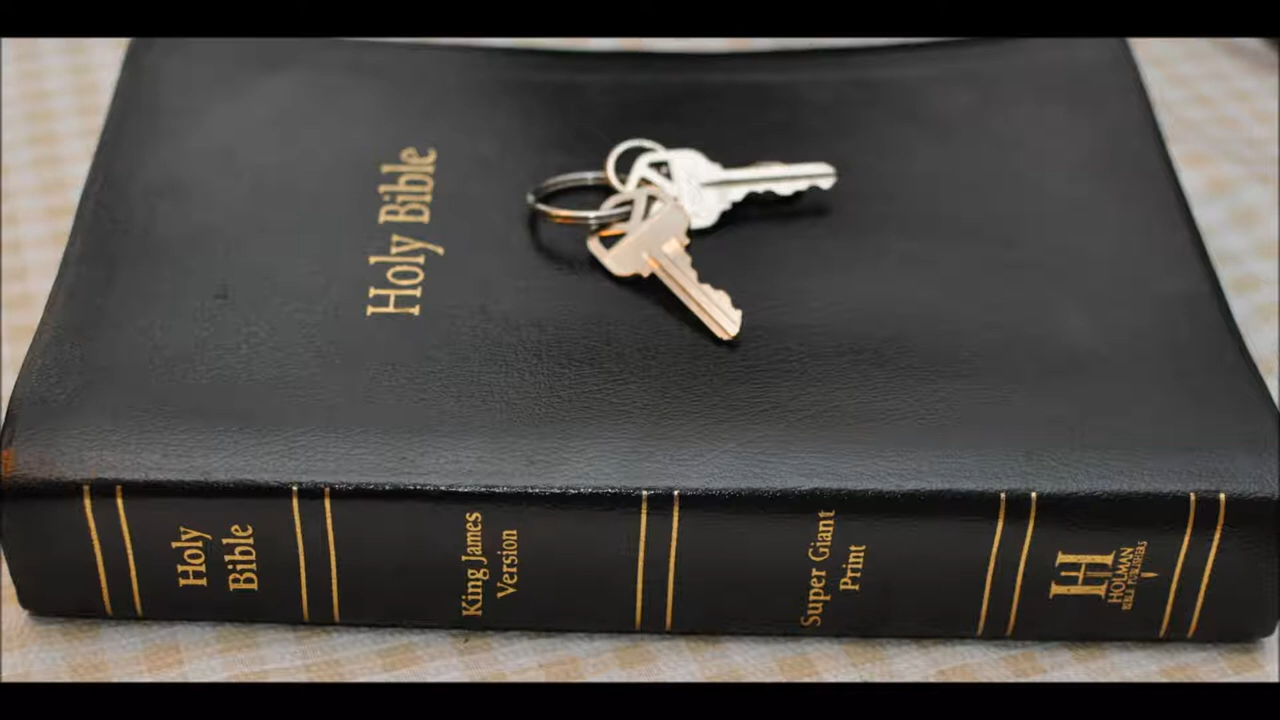 Holy Bible
Holy
Bible
King James
Version
Super Giant
Print
HOLMAN
BIBLE PUBLISHERS